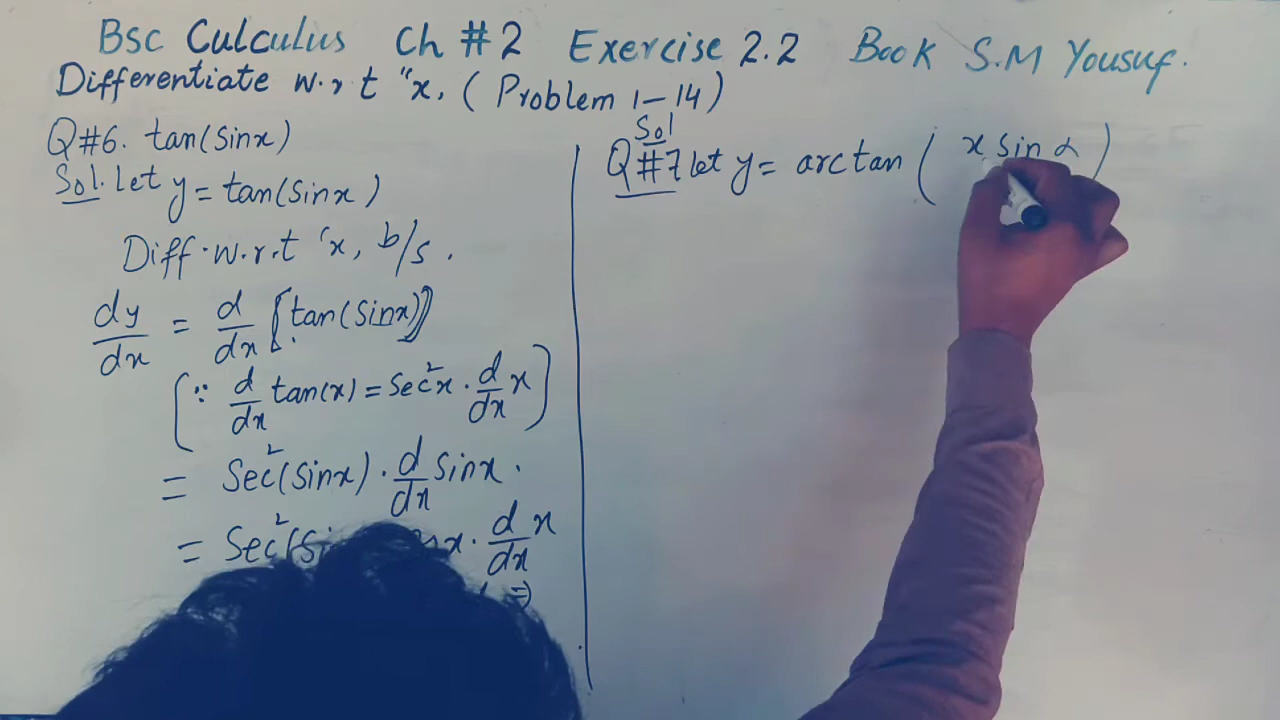 Bsc Culculus Ch #2 Exercise 2.2 Book S.M Yousuf.
Differentiate w.r.t "x, (Problem 1-14)
Q#6. tan(Sinx)
Sol. Let y = tan(Sinx)
Diff.w.r.t 'x, b/s.
dy/dx = d/dx [tan(Sinx)]
(∵ d/dx tan(x) = Sec²x . d/dx x)
= Sec²(Sinx) . d/dx Sinx.
= Sec²(Si x . d/dx x
Sol
Q#7 let y = arctan ( x sin α )